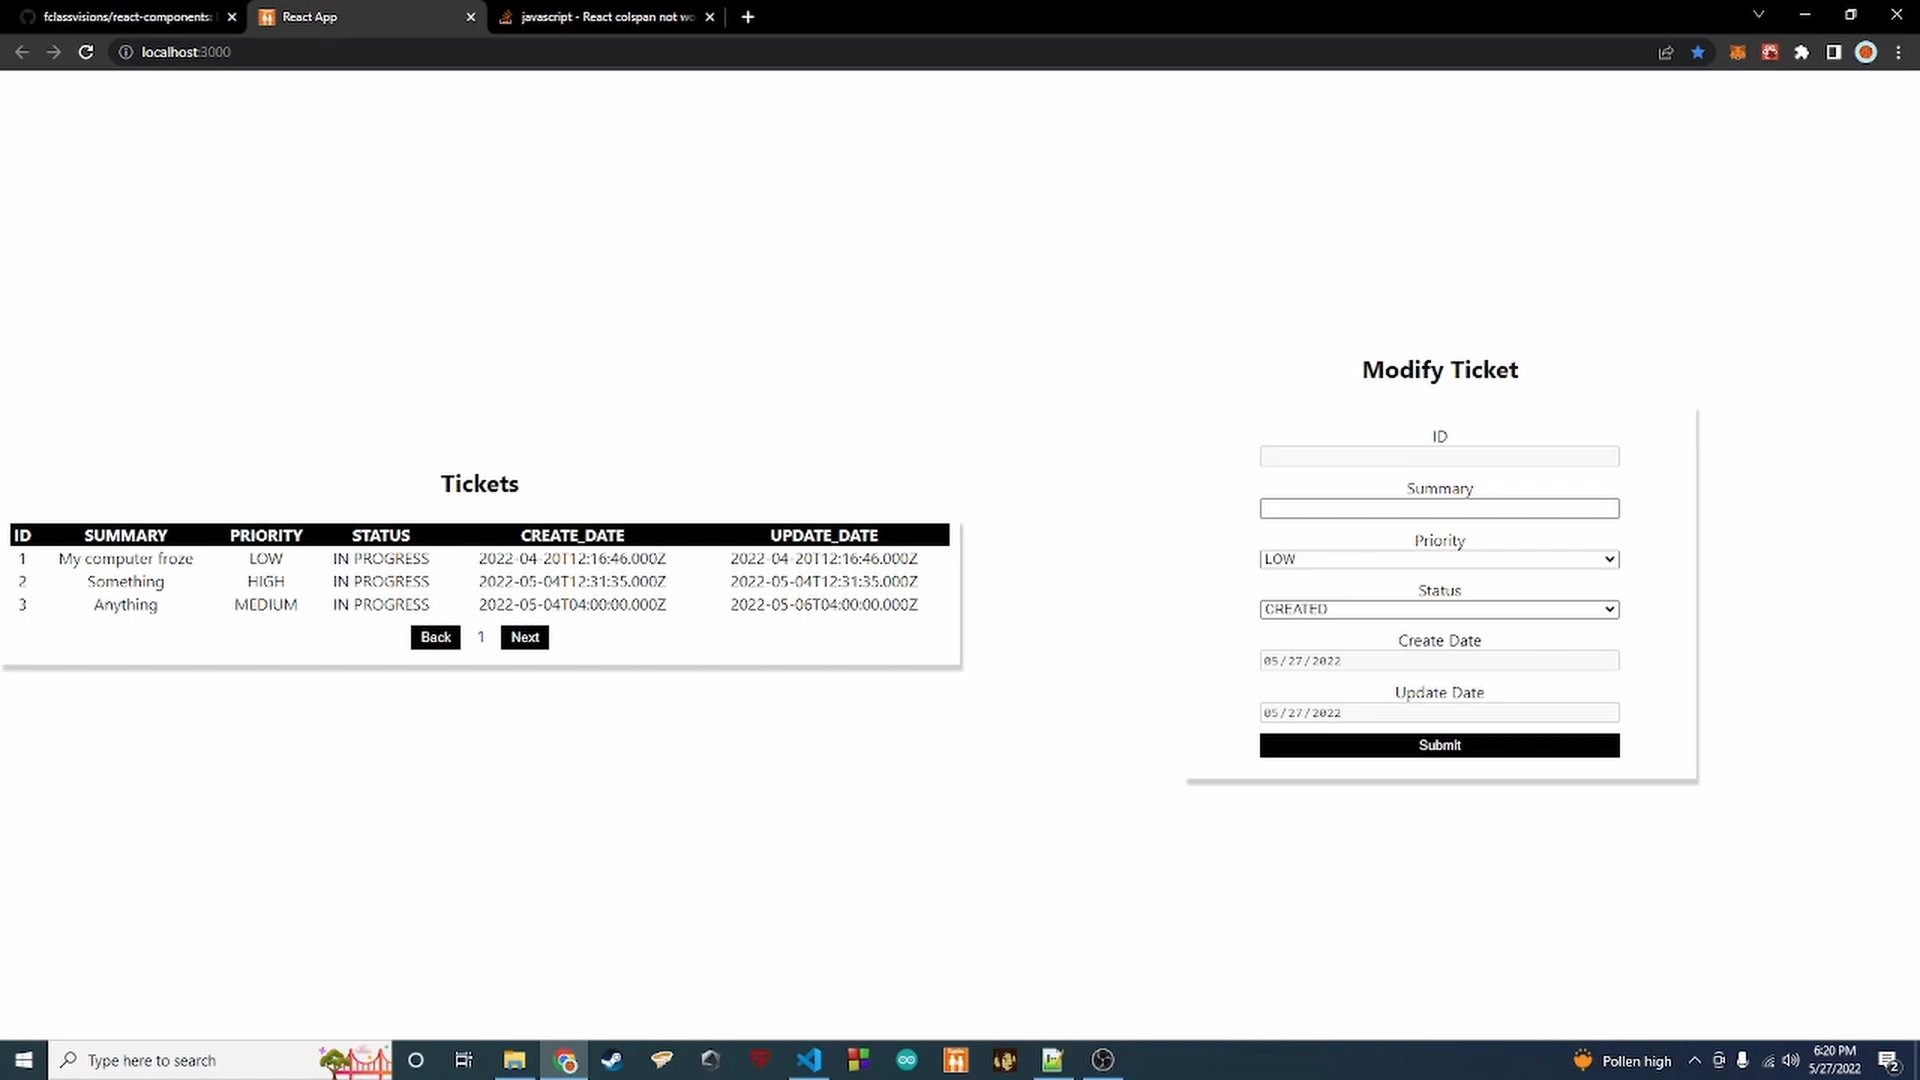 fclassvisions/react-components:
React App
javascript - React colspan not wo
localhost:3000
Modify Ticket
ID
Summary
Priority
LOW
Status
CREATED
Create Date
05/27/2022
Update Date
05/27/2022
Submit
Tickets
ID SUMMARY PRIORITY STATUS CREATE_DATE UPDATE_DATE
1 My computer froze LOW IN PROGRESS 2022-04-20T12:16:46.000Z 2022-04-20T12:16:46.000Z
2 Something HIGH IN PROGRESS 2022-05-04T12:31:35.000Z 2022-05-04T12:31:35.000Z
3 Anything MEDIUM IN PROGRESS 2022-05-04T04:00:00.000Z 2022-05-06T04:00:00.000Z
Back 1 Next
Type here to search
Pollen high
6:20 PM
5/27/2022
2